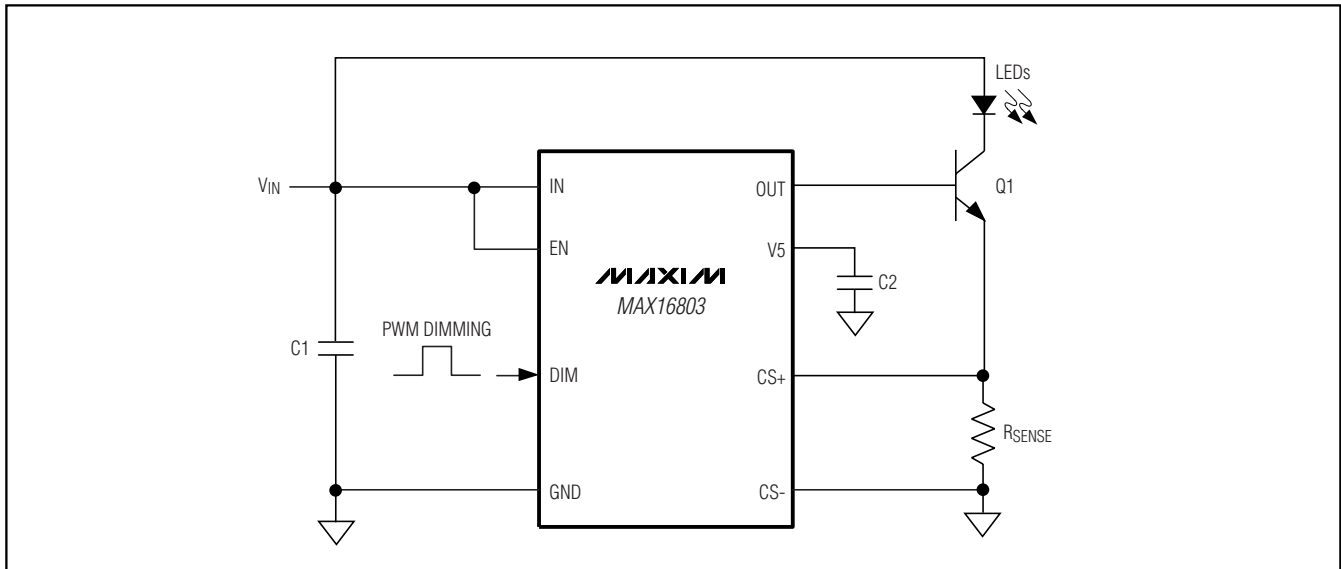 LEDs
VIN
IN
OUT
Q1
EN
V5
MAXIM
MAX16803
C2
PWM DIMMING
C1
DIM
CS+
RSENSE
GND
CS-